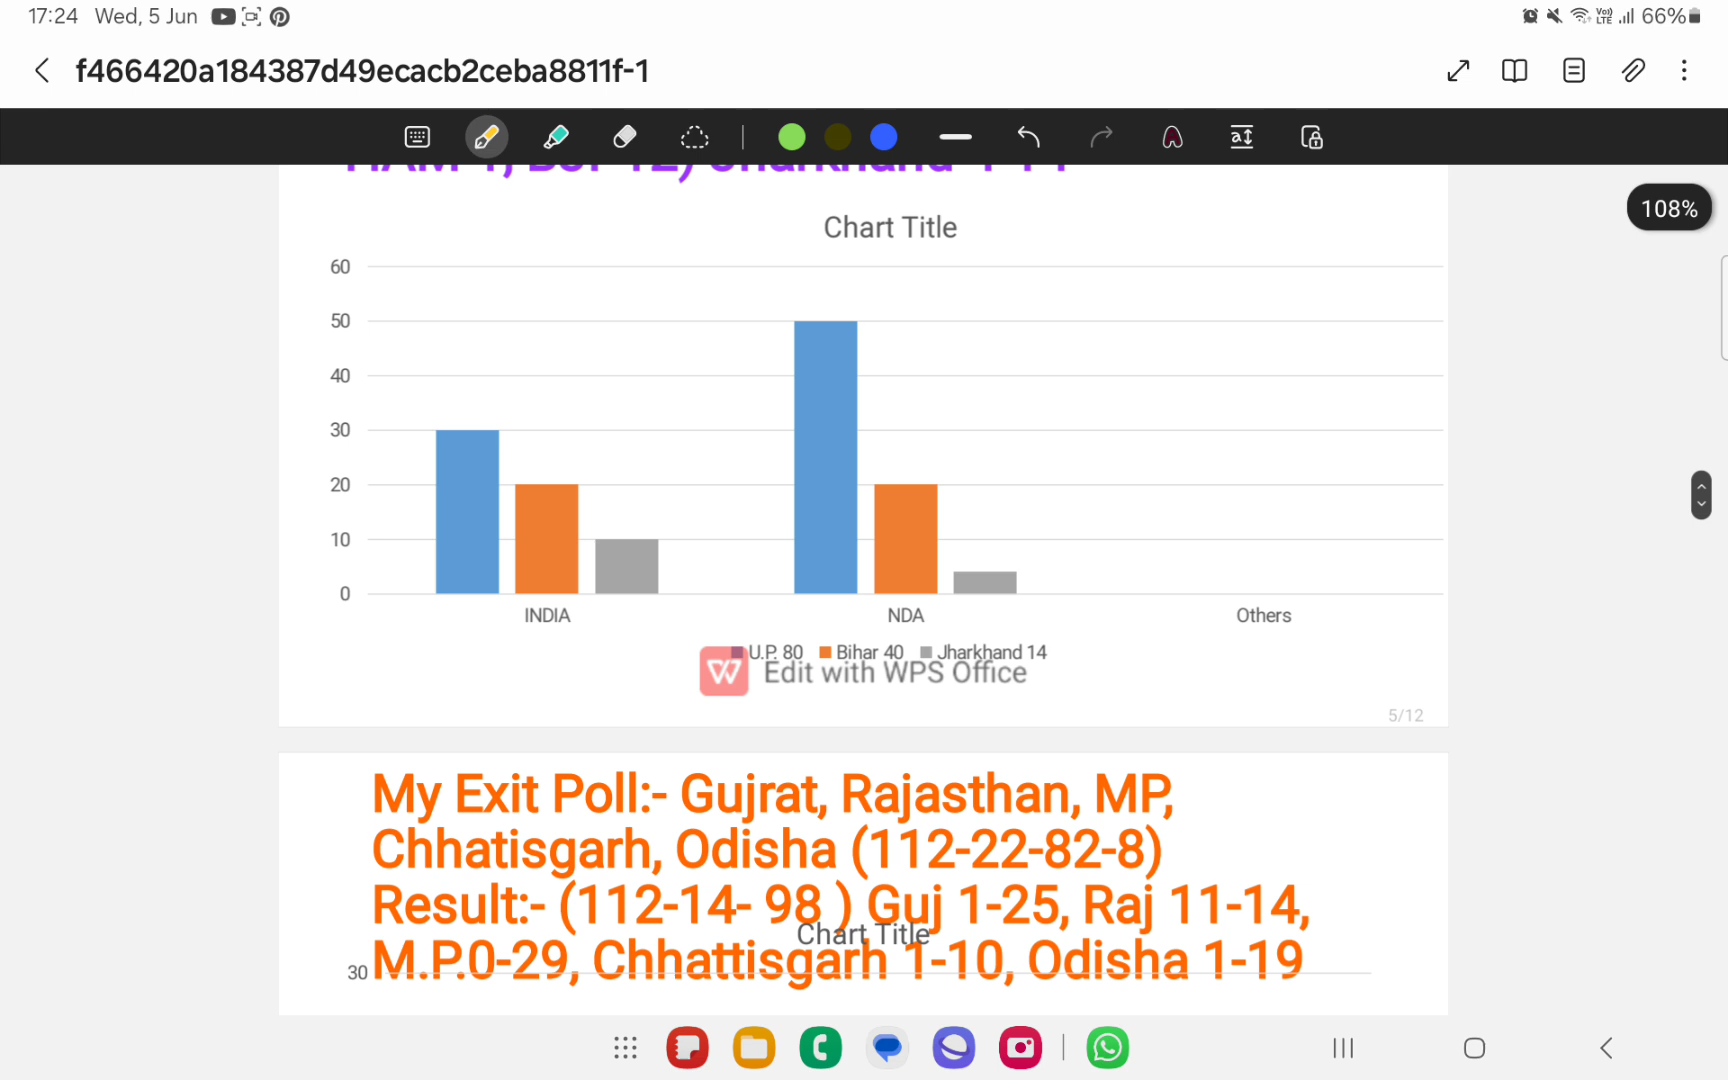 17:24 Wed, 5 Jun
66%
f466420a184387d49ecacb2ceba8811f-1
108%
Chart Title
60
50
40
30
20
10
0
INDIA NDA Others
U.P. 80 Bihar 40 Jharkhand 14
Edit with WPS Office
5/12
My Exit Poll:- Gujrat, Rajasthan, MP,
Chhatisgarh, Odisha (112-22-82-8)
Result:- (112-14- 98 ) Guj 1-25, Raj 11-14,
Chart Title
M.P.0-29, Chhattisgarh 1-10, Odisha 1-19
30